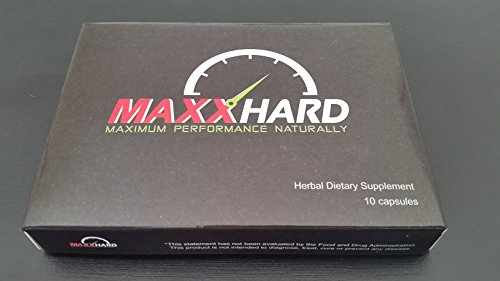 MAXXHARD
MAXIMUM PERFORMANCE NATURALLY
Herbal Dietary Supplement
10 capsules
MAXXHARD
*This statement has not been evaluated by the Food and Drug Administration.
This product is not intended to diagnose, treat, cure or prevent any disease.